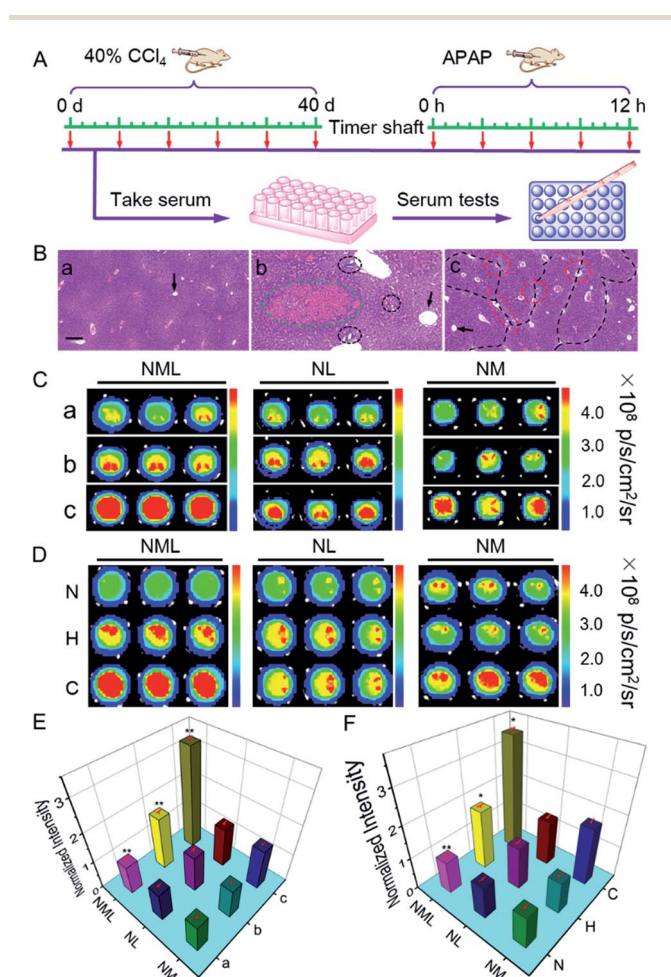 A
40% CCl₄
APAP
0 d
40 d
Timer shaft
0 h
12 h
Take serum
Serum tests
B
a
b
c
C
NML
NL
NM
a
b
c
4.0
3.0
2.0
1.0
×10⁸ p/s/cm²/sr
D
NML
NL
NM
N
H
C
4.0
3.0
2.0
1.0
×10⁸ p/s/cm²/sr
E
Normalized Intensity
3
2
1
0
**
**
**
NML
NL
NM
a
b
c
F
Normalized Intensity
3
2
1
0
*
*
**
NML
NL
NM
N
H
C